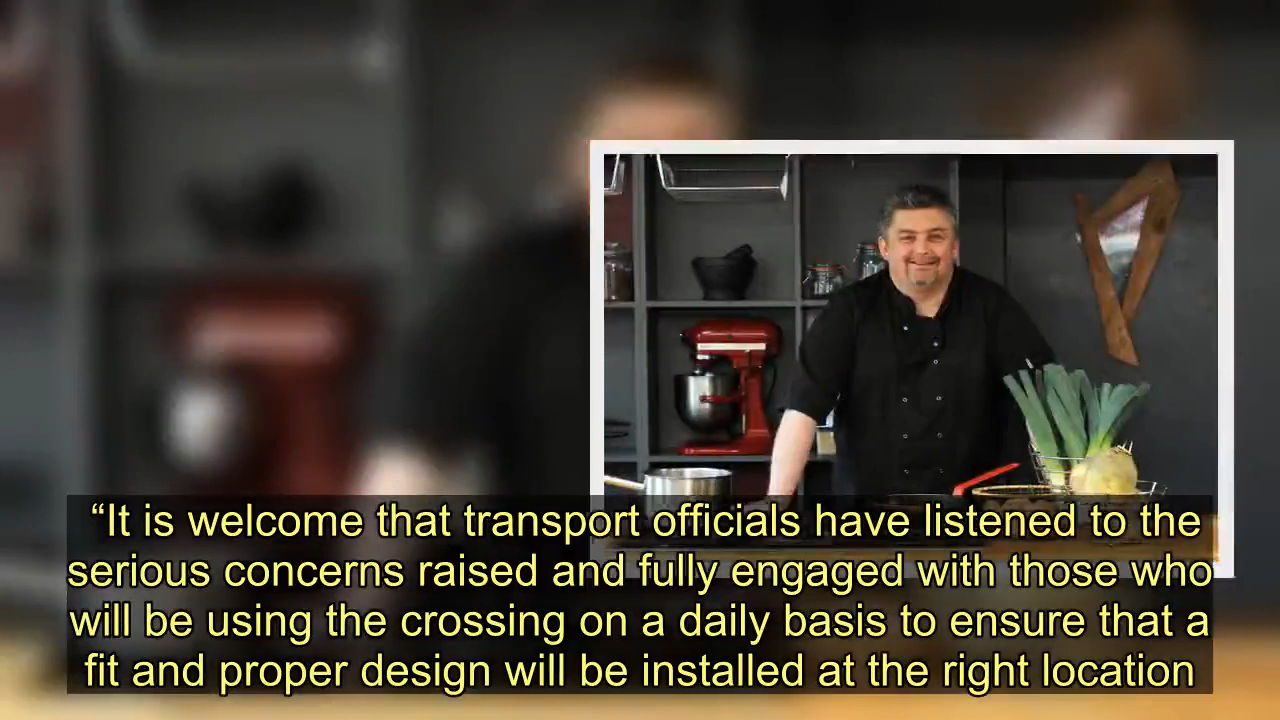 “It is welcome that transport officials have listened to the
serious concerns raised and fully engaged with those who
will be using the crossing on a daily basis to ensure that a
fit and proper design will be installed at the right location